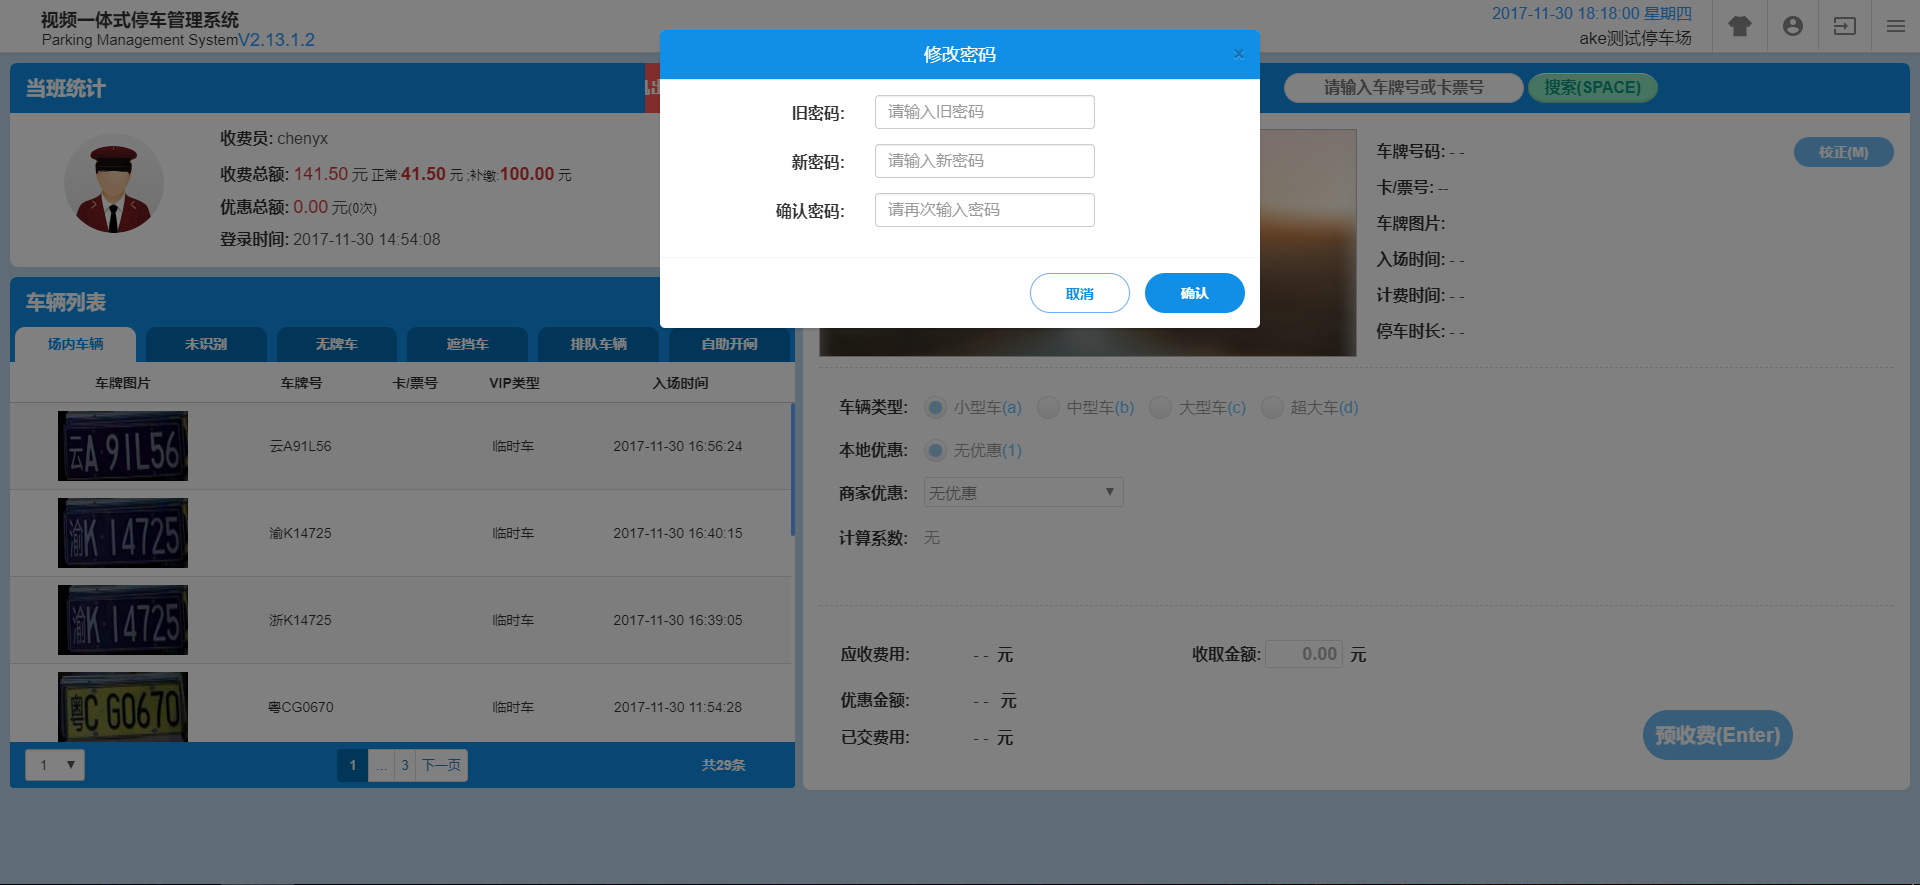 视频一体式停车管理系统
Parking Management SystemV2.13.1.2
2017-11-30 18:18:00 星期四
ake测试停车场
修改密码 ×
旧密码: 请输入旧密码
新密码: 请输入新密码
确认密码: 请再次输入密码
取消 确认
当班统计
收费员: chenyx
收费总额: 141.50 元 正常:41.50 元 ;补缴:100.00 元
优惠总额: 0.00 元(0次)
登录时间: 2017-11-30 14:54:08
车辆列表
场内车辆 未识别 无牌车 遮挡车 排队车辆 自助开闸
车牌图片 车牌号 卡/票号 VIP类型 入场时间
云A·91L56 云A91L56 临时车 2017-11-30 16:56:24
渝K·14725 渝K14725 临时车 2017-11-30 16:40:15
渝K·14725 浙K14725 临时车 2017-11-30 16:39:05
粤C·G0670 粤CG0670 临时车 2017-11-30 11:54:28
1 ▼ 1 ... 3 下一页 共29条
请输入车牌号或卡票号 搜索(SPACE)
车牌号码: - - 校正(M)
卡/票号: --
车牌图片:
入场时间: - -
计费时间: - -
停车时长: - -
车辆类型: 小型车(a) 中型车(b) 大型车(c) 超大车(d)
本地优惠: 无优惠(1)
商家优惠: 无优惠 ▼
计算系数: 无
应收费用: - - 元 收取金额: 0.00 元
优惠金额: - - 元
已交费用: - - 元
预收费(Enter)